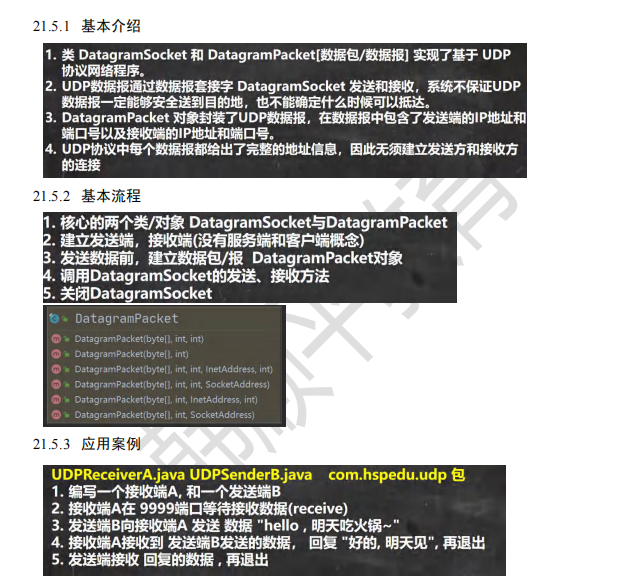 21.5.1 基本介绍
1. 类 DatagramSocket 和 DatagramPacket[数据包/数据报] 实现了基于 UDP
协议网络程序。
2. UDP数据报通过数据报套接字 DatagramSocket 发送和接收，系统不保证UDP
数据报一定能够安全送到目的地，也不能确定什么时候可以抵达。
3. DatagramPacket 对象封装了UDP数据报，在数据报中包含了发送端的IP地址和
端口号以及接收端的IP地址和端口号。
4. UDP协议中每个数据报都给出了完整的地址信息，因此无须建立发送方和接收方
的连接
21.5.2 基本流程
1. 核心的两个类/对象 DatagramSocket与DatagramPacket
2. 建立发送端，接收端(没有服务端和客户端概念)
3. 发送数据前，建立数据包/报 DatagramPacket对象
4. 调用DatagramSocket的发送、接收方法
5. 关闭DatagramSocket
DatagramPacket
DatagramPacket(byte[], int, int)
DatagramPacket(byte[], int)
DatagramPacket(byte[], int, int, InetAddress, int)
DatagramPacket(byte[], int, int, SocketAddress)
DatagramPacket(byte[], int, InetAddress, int)
DatagramPacket(byte[], int, SocketAddress)
21.5.3 应用案例
UDPReceiverA.java UDPSenderB.java com.hspedu.udp 包
1. 编写一个接收端A, 和一个发送端B
2. 接收端A在 9999端口等待接收数据(receive)
3. 发送端B向接收端A 发送 数据 "hello , 明天吃火锅~"
4. 接收端A接收到 发送端B发送的数据， 回复 "好的, 明天见", 再退出
5. 发送端接收 回复的数据 , 再退出
韩顺平教育